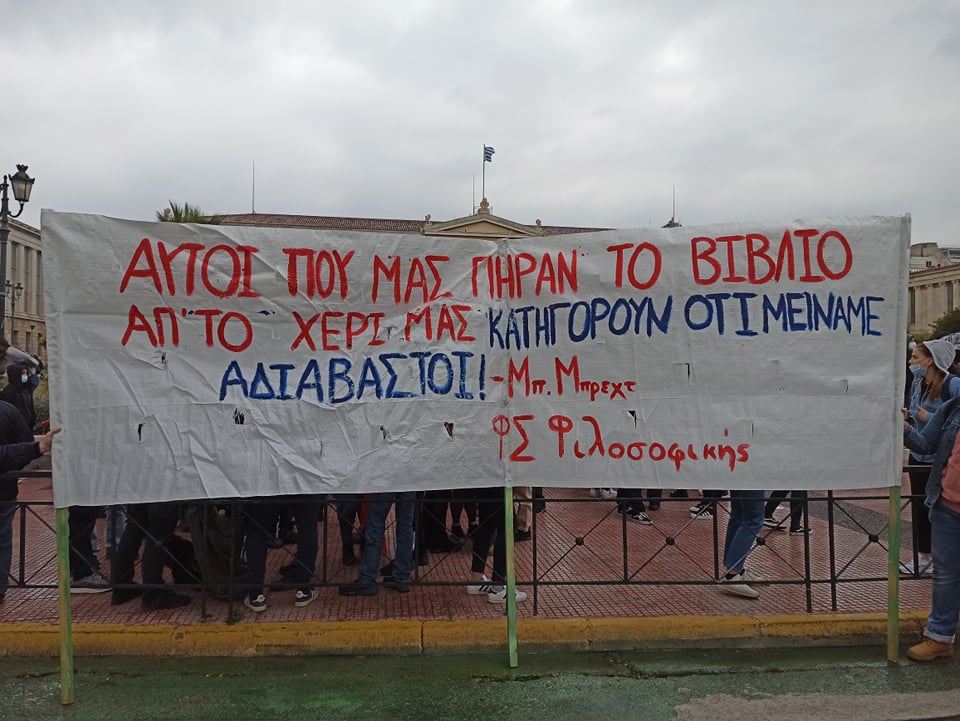 ΑΥΤΟΙ ΠΟΥ ΜΑΣ ΠΗΡΑΝ ΤΟ ΒΙΒΛΙΟ
ΑΠ' ΤΟ ΧΕΡΙ ΜΑΣ ΚΑΤΗΓΟΡΟΥΝ ΟΤΙ ΜΕΙΝΑΜΕ
ΑΔΙΑΒΑΣΤΟΙ! -Μπ. Μπρεχτ
ΦΣ Φιλοσοφικής